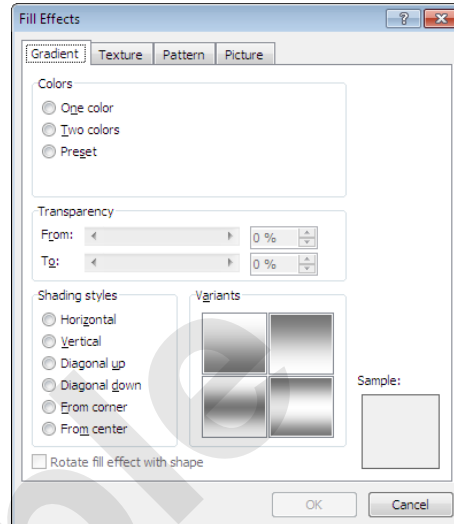 Fill Effects
Gradient Texture Pattern Picture
Colors
One color
Two colors
Preset
Transparency
From: 0 %
To: 0 %
Shading styles
Variants
Horizontal
Vertical
Diagonal up
Diagonal down
From corner
From center
Sample:
Rotate fill effect with shape
OK Cancel